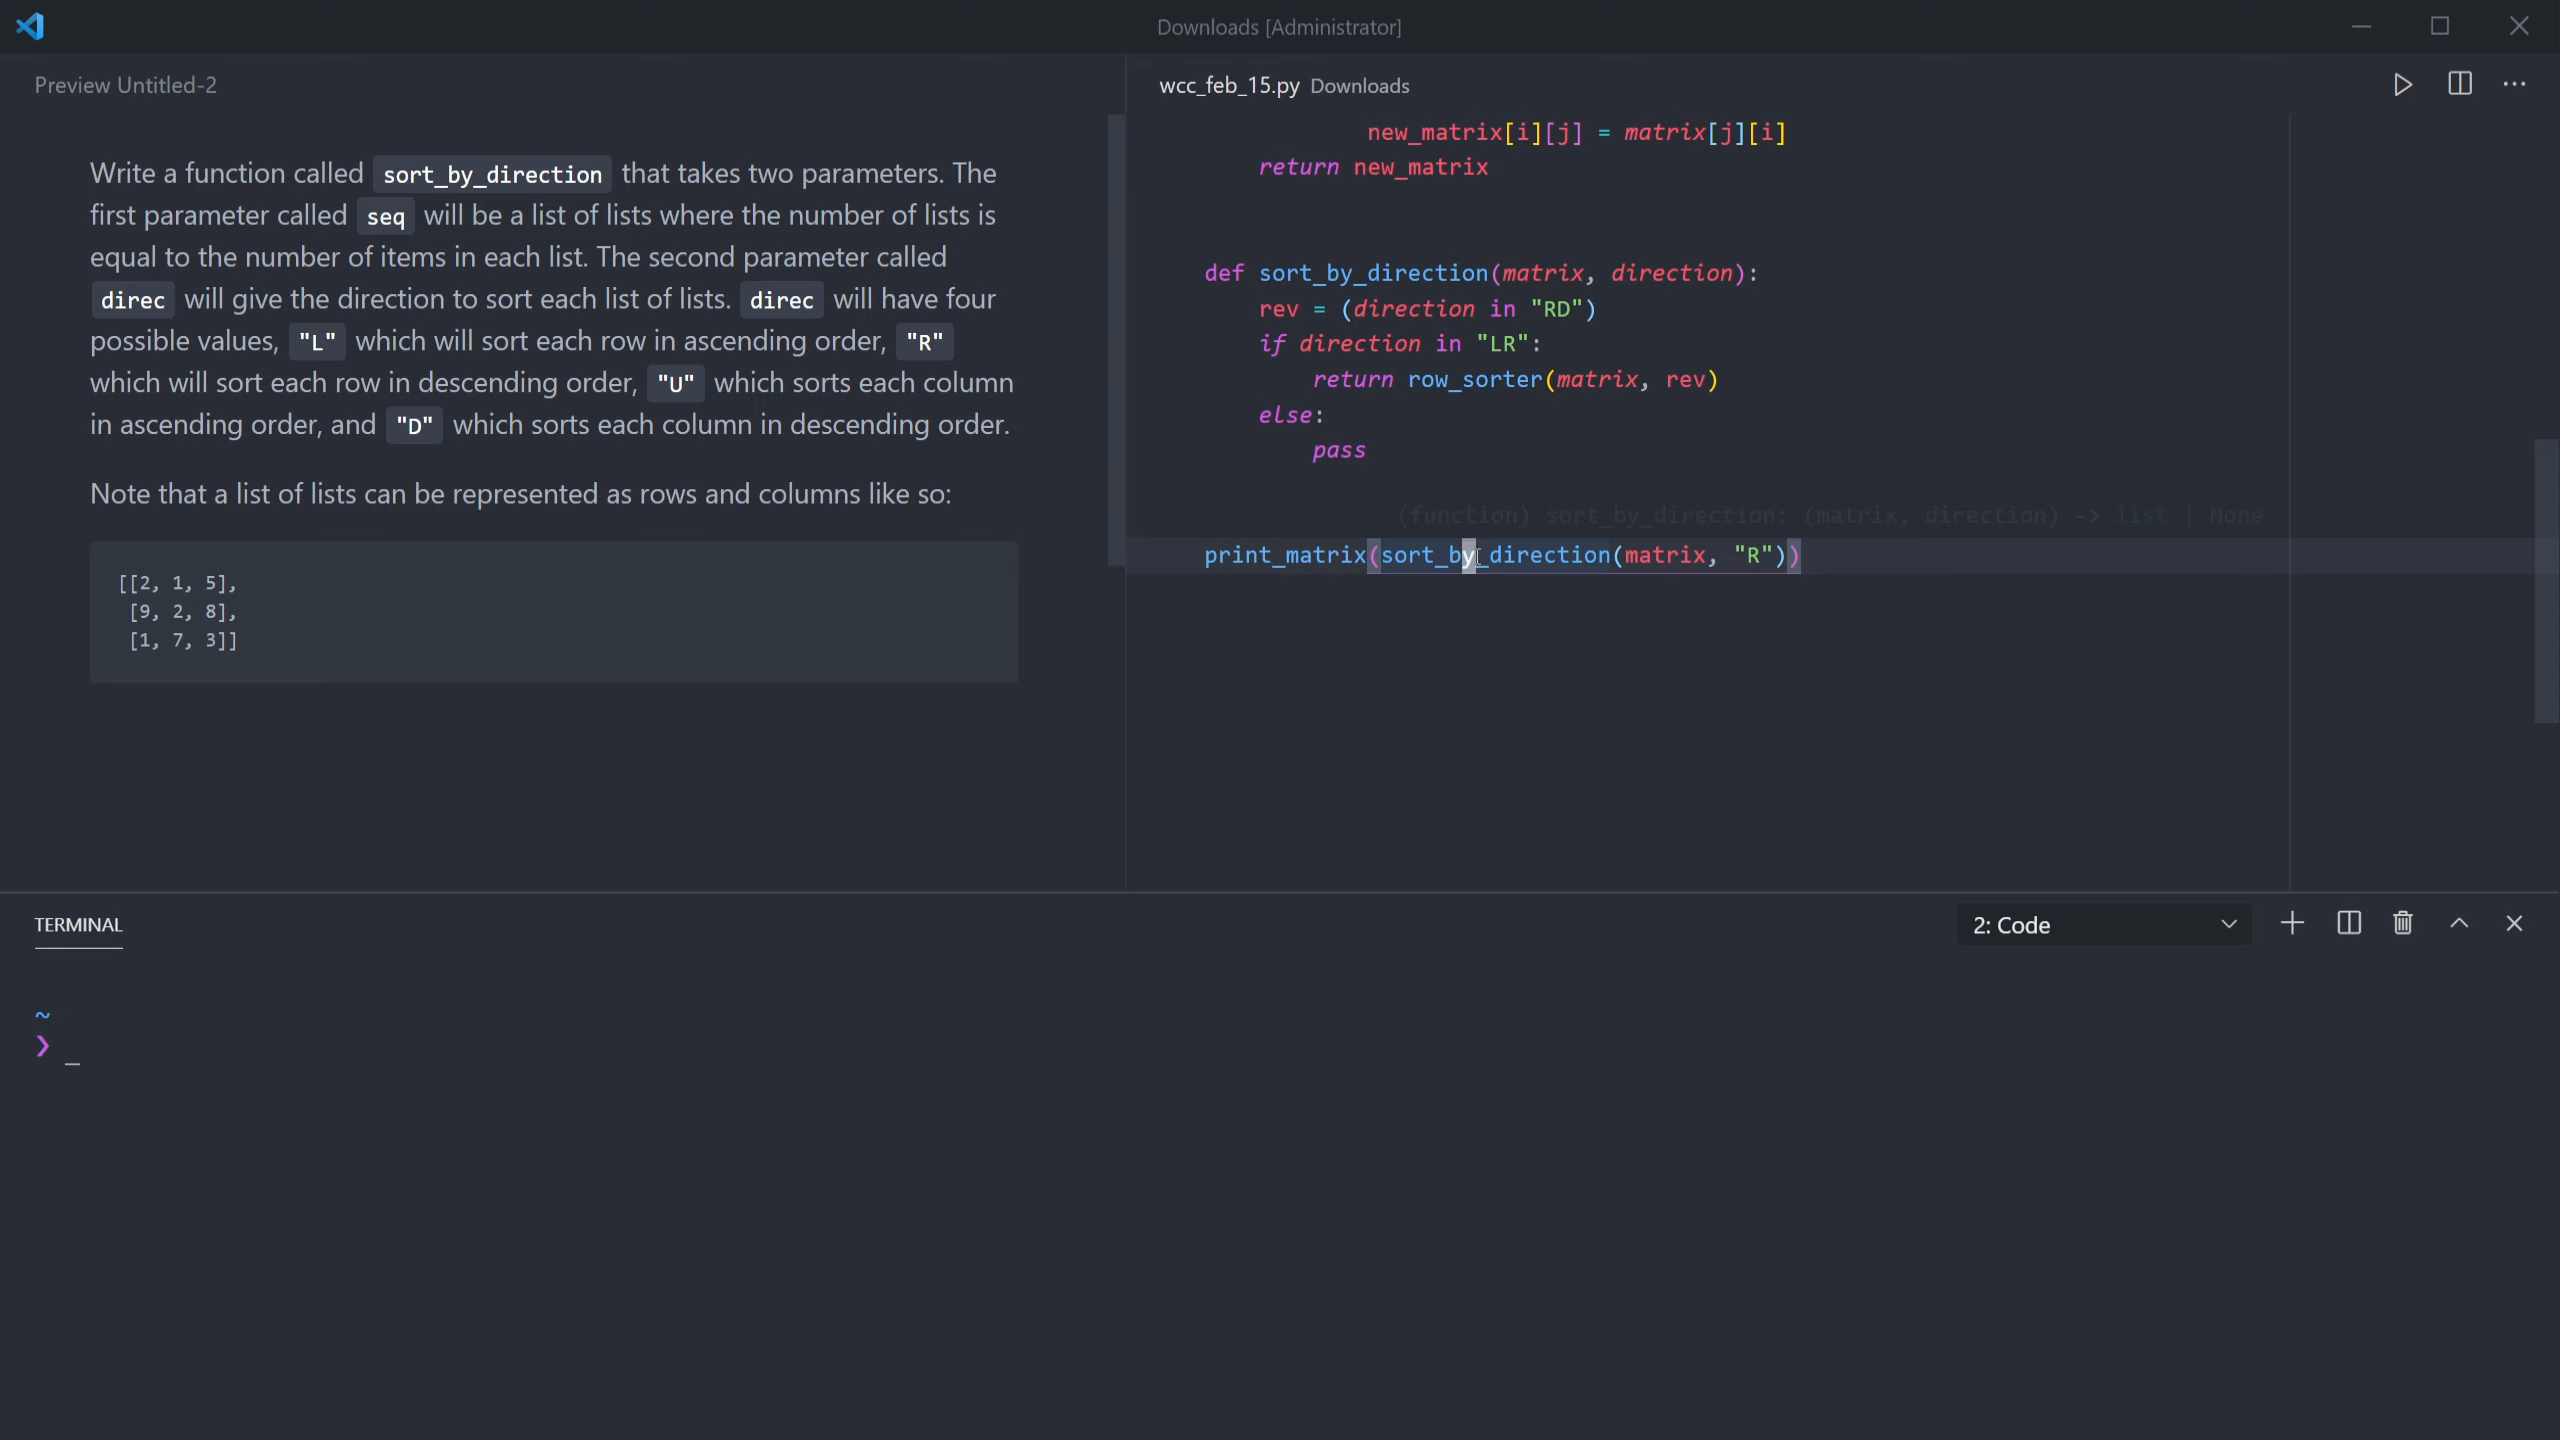 Downloads [Administrator]
Preview Untitled-2
Write a function called sort_by_direction that takes two parameters. The
first parameter called seq will be a list of lists where the number of lists is
equal to the number of items in each list. The second parameter called
direc will give the direction to sort each list of lists. direc will have four
possible values, "L" which will sort each row in ascending order, "R"
which will sort each row in descending order, "U" which sorts each column
in ascending order, and "D" which sorts each column in descending order.
Note that a list of lists can be represented as rows and columns like so:
[[2, 1, 5],
[9, 2, 8],
[1, 7, 3]]
wcc_feb_15.py Downloads
new_matrix[i][j] = matrix[j][i]
return new_matrix
def sort_by_direction(matrix, direction):
rev = (direction in "RD")
if direction in "LR":
return row_sorter(matrix, rev)
else:
pass
(function) sort_by_direction: (matrix, direction) -> list | None
print_matrix(sort_by_direction(matrix, "R"))
TERMINAL
2: Code
~
❯ _